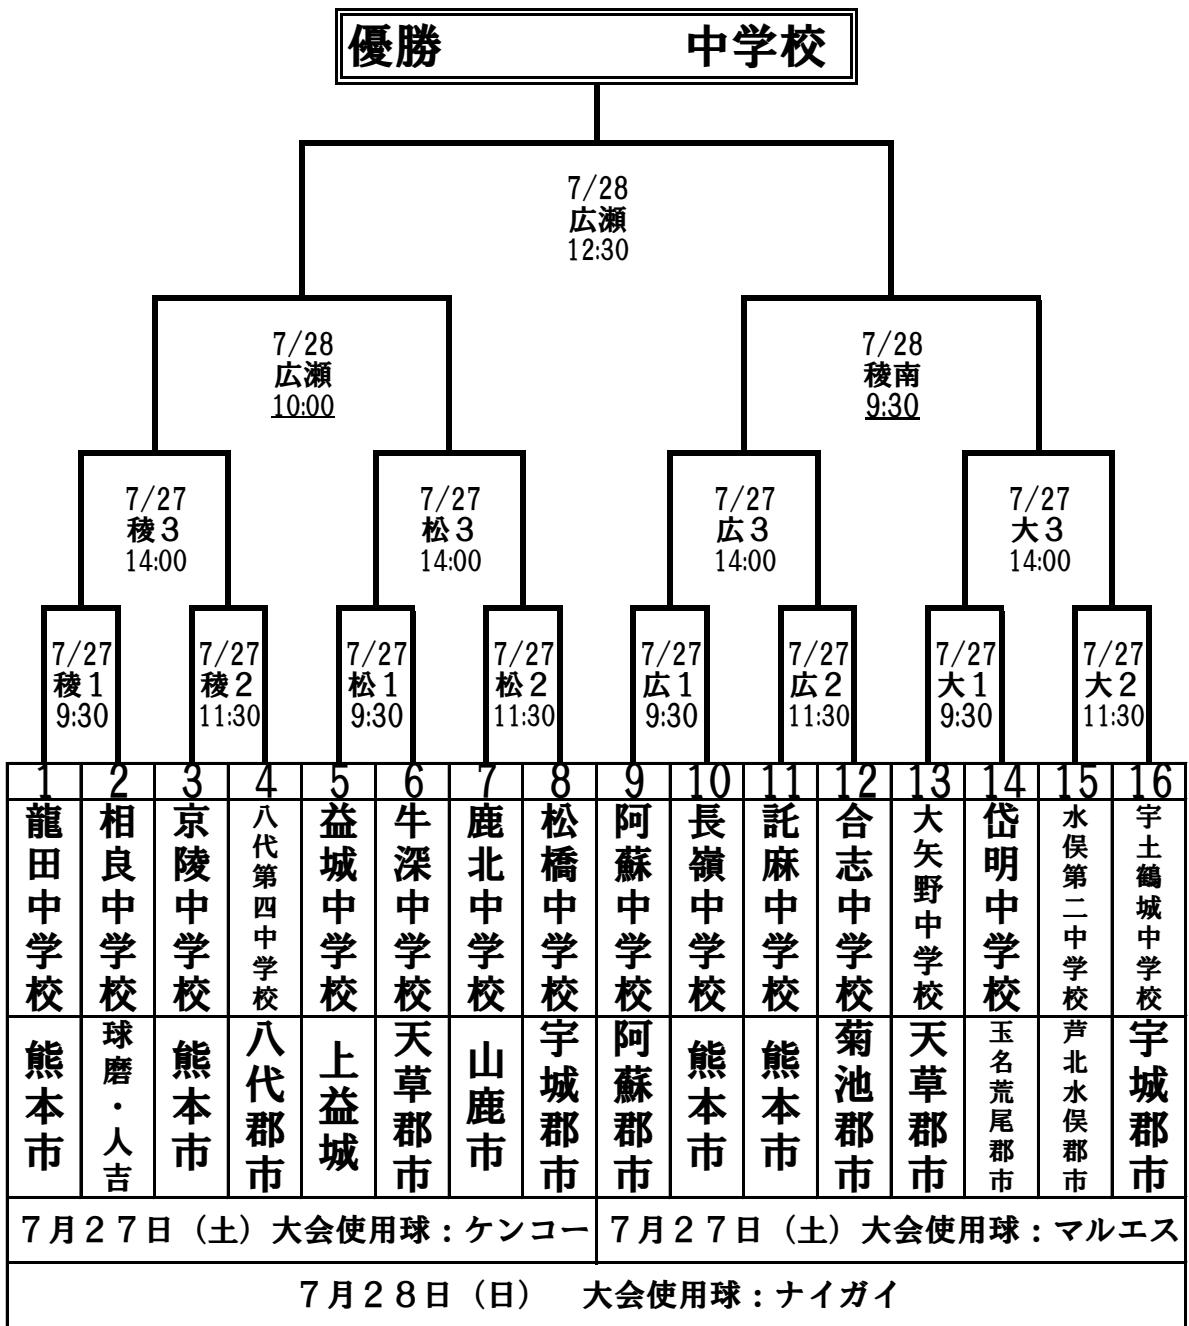 優勝　中学校
7/28
広瀬
12:30
7/28
広瀬
10:00
7/28
稜南
9:30
7/27
稜3
14:00
7/27
松3
14:00
7/27
広3
14:00
7/27
大3
14:00
7/27
稜1
9:30
7/27
稜2
11:30
7/27
松1
9:30
7/27
松2
11:30
7/27
広1
9:30
7/27
広2
11:30
7/27
大1
9:30
7/27
大2
11:30
1 2 3 4 5 6 7 8 9 10 11 12 13 14 15 16
龍田中学校
相良中学校
京陵中学校
八代第四中学校
益城中学校
牛深中学校
鹿北中学校
松橋中学校
阿蘇中学校
長嶺中学校
託麻中学校
合志中学校
大矢野中学校
岱明中学校
水俣第二中学校
宇土鶴城中学校
熊本市
球磨・人吉
熊本市
八代郡市
上益城
天草郡市
山鹿市
宇城郡市
阿蘇郡市
熊本市
熊本市
菊池郡市
天草郡市
玉名荒尾郡市
芦北水俣郡市
宇城郡市
７月２７日（土）大会使用球：ケンコー
７月２７日（土）大会使用球：マルエス
７月２８日（日）　大会使用球：ナイガイ